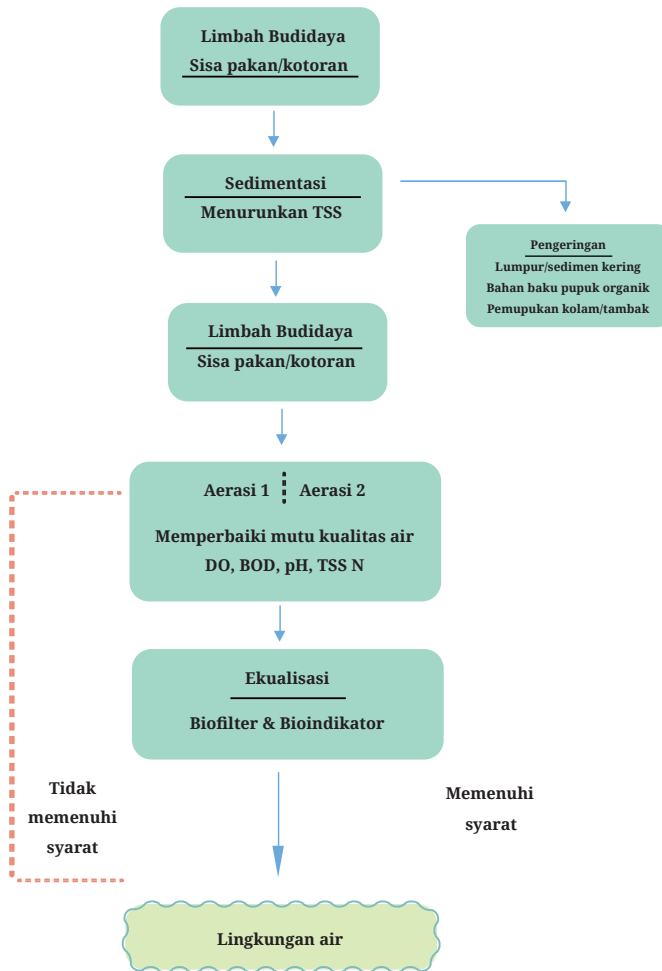 Limbah Budidaya
Sisa pakan/kotoran
Sedimentasi
Menurunkan TSS
Pengeringan
Lumpur/sedimen kering
Bahan baku pupuk organik
Pemupukan kolam/tambak
Limbah Budidaya
Sisa pakan/kotoran
Aerasi 1
Aerasi 2
Memperbaiki mutu kualitas air
DO, BOD, pH, TSS N
Ekualisasi
Biofilter & Bioindikator
Tidak
memenuhi
syarat
Memenuhi
syarat
Lingkungan air